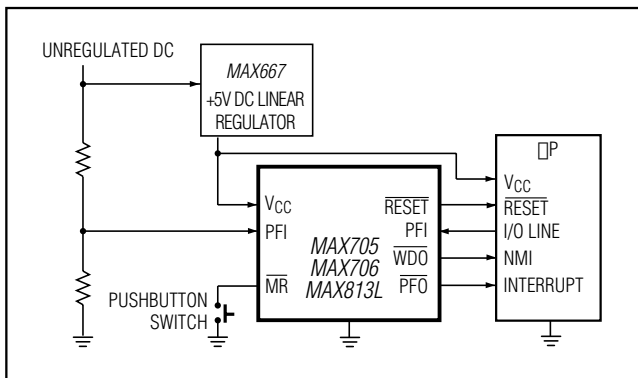 UNREGULATED DC
MAX667
+5V DC LINEAR
REGULATOR
▯P
VCC
RESET
I/O LINE
NMI
INTERRUPT
VCC
PFI
MR
RESET
PFI
WDO
PFO
MAX705
MAX706
MAX813L
PUSHBUTTON
SWITCH